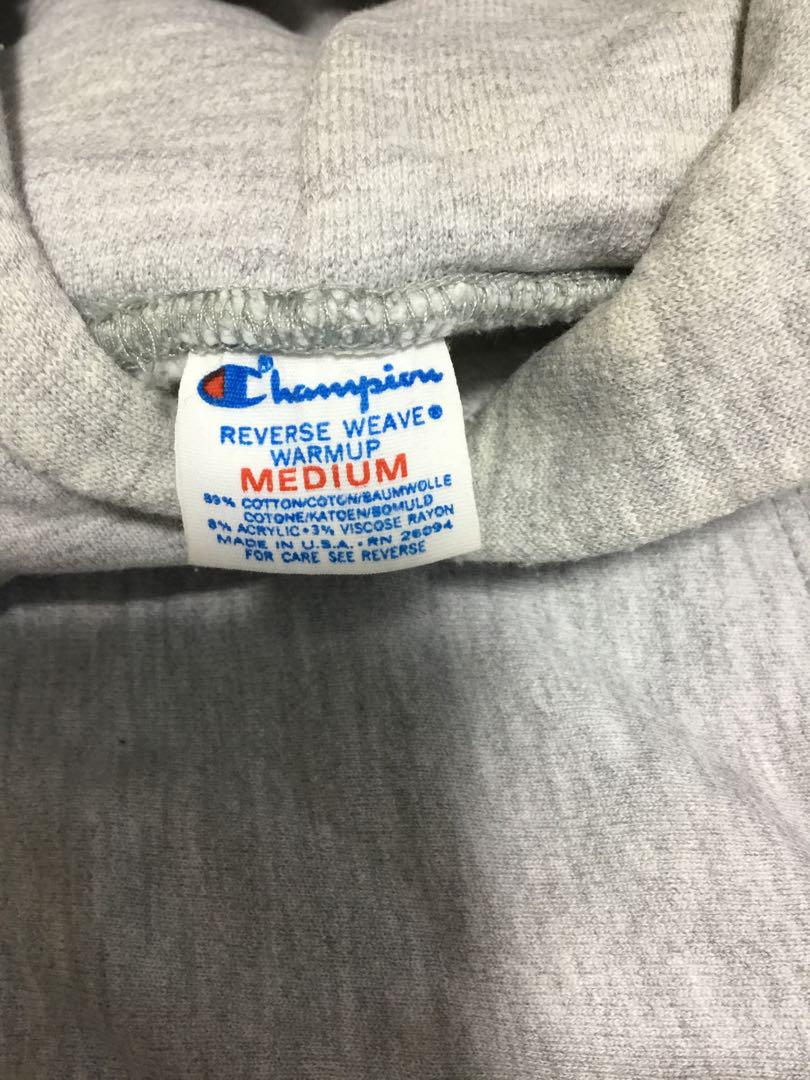 Champion®
REVERSE WEAVE®
WARMUP
MEDIUM
89% COTTON/COTON/BAUMWOLLE
COTONE/KATOEN/BOMULD
8% ACRYLIC•3% VISCOSE RAYON
MADE IN U.S.A.•RN 26094
FOR CARE SEE REVERSE